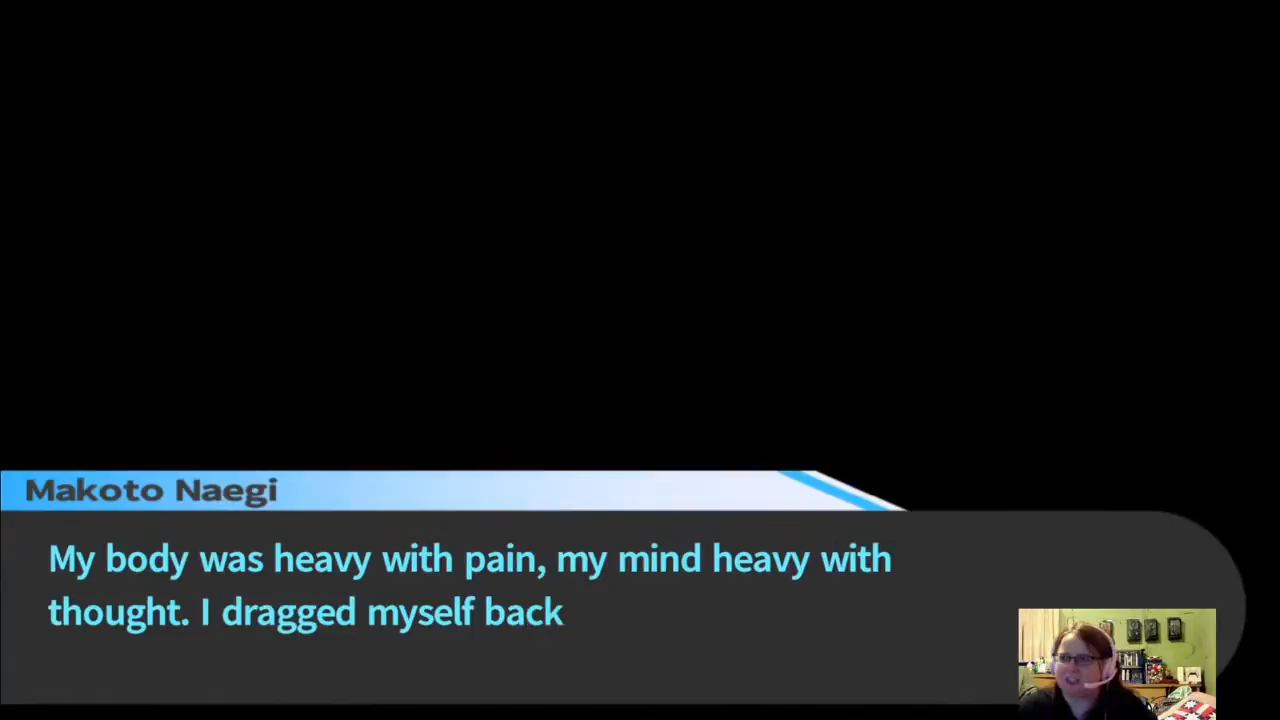 Makoto Naegi
My body was heavy with pain, my mind heavy with
thought. I dragged myself back